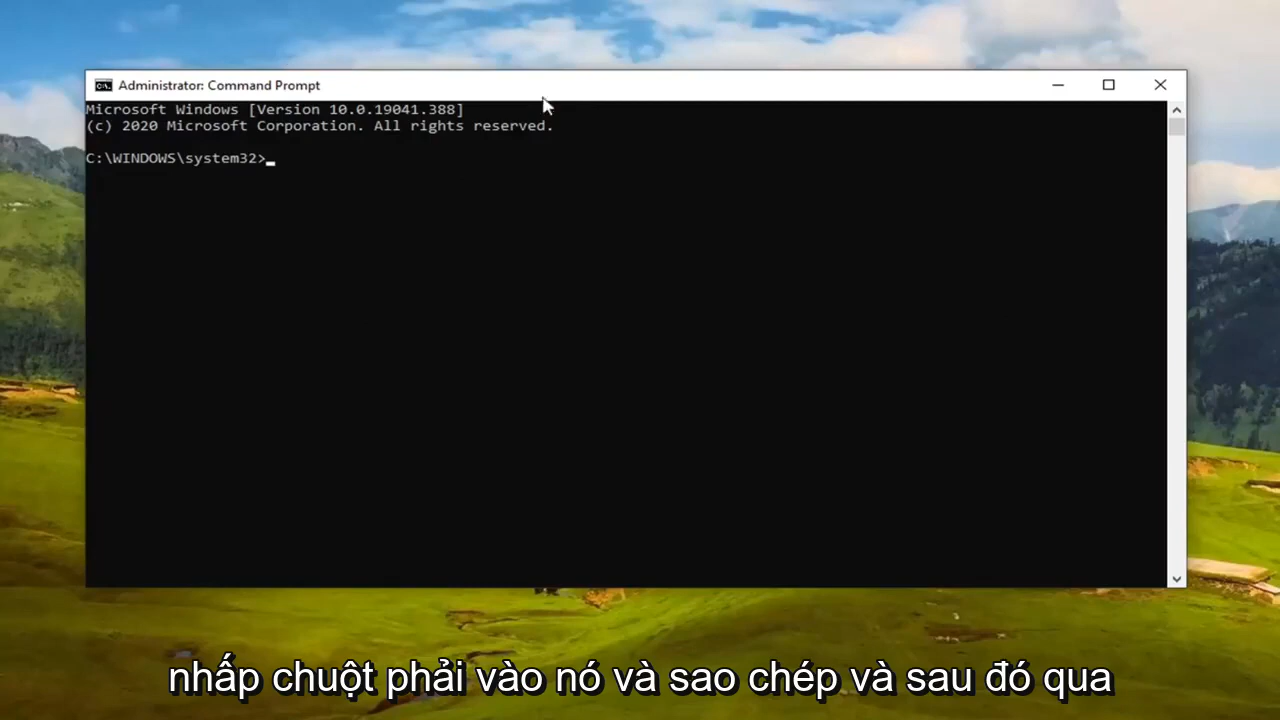 Administrator: Command Prompt
Microsoft Windows [Version 10.0.19041.388]
(c) 2020 Microsoft Corporation. All rights reserved.
C:\WINDOWS\system32>
nhấp chuột phải vào nó và sao chép và sau đó qua